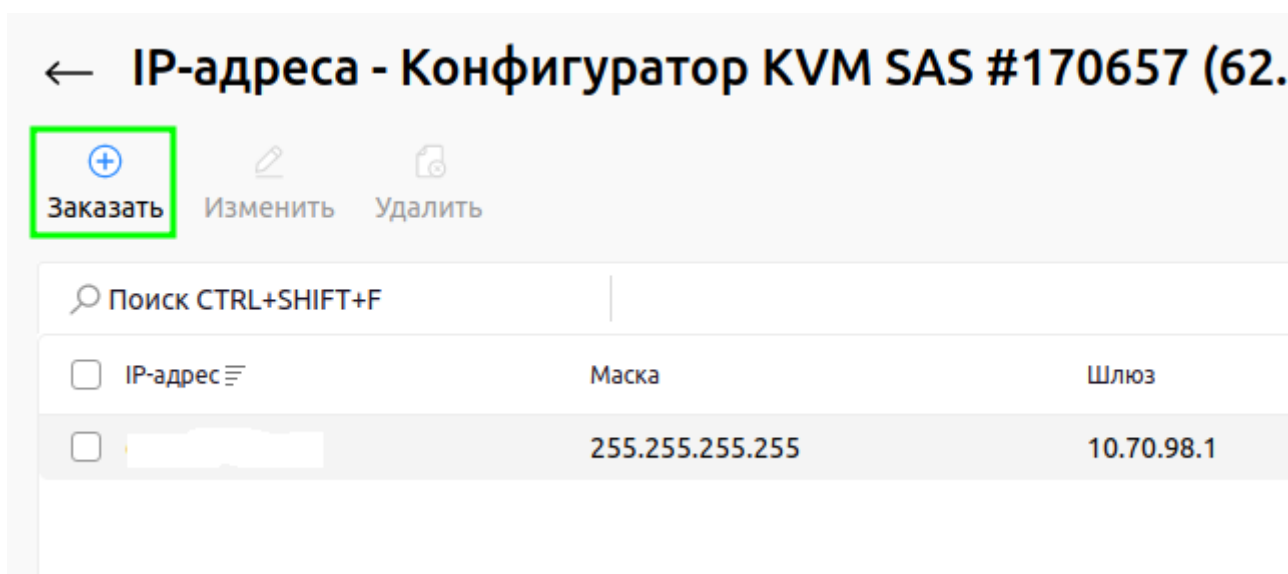 ← IP-адреса - Конфигуратор KVM SAS #170657 (62.
Заказать Изменить Удалить
Поиск CTRL+SHIFT+F
IP-адрес Маска Шлюз
255.255.255.255 10.70.98.1